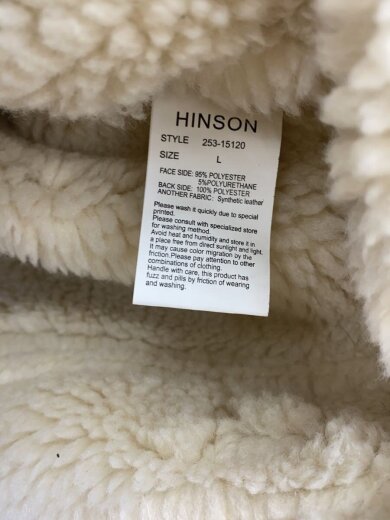 HINSON
STYLE 253-15120
SIZE L
FACE SIDE: 95% POLYESTER
5%POLYURETHANE
BACK SIDE: 100% POLYESTER
ANOTHER FABRIC: Synthetic leather
Please wash it quickly due to special
printed.
Please consult with specialized store
for washing method.
Avoid heat and humidity and store it in
a place free from direct sunlight and light.
It may cause color migration by the
friction.Please pay attention to other
combinations of clothing.
Handle with care, this product has
fuzz and pills by friction of wearing
and washing.